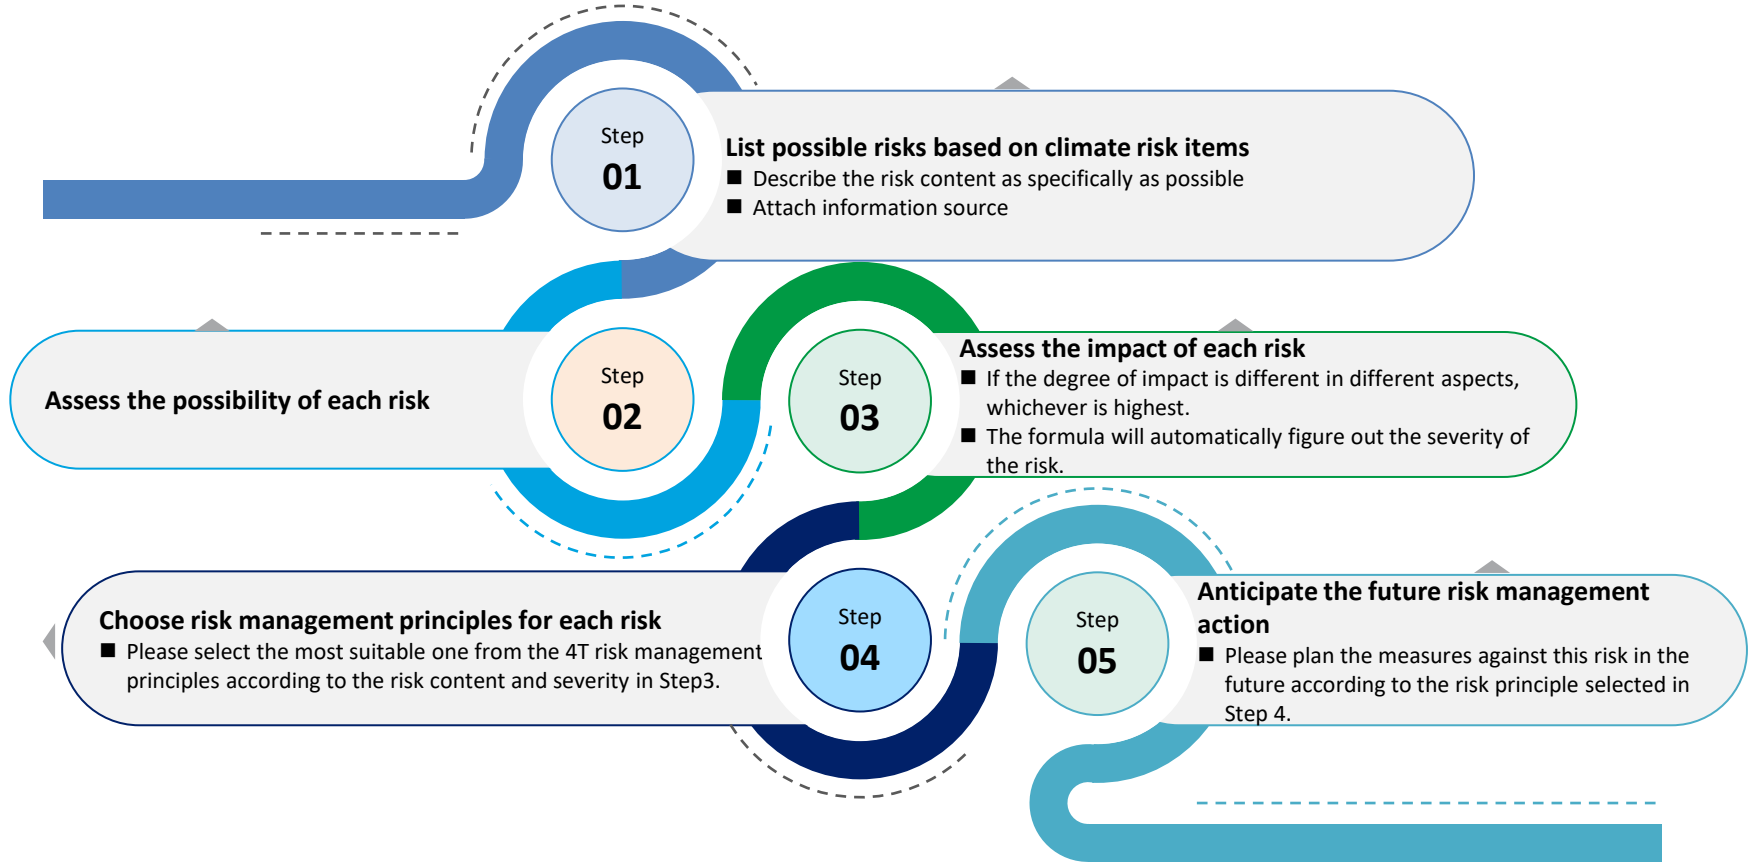 Step
01
List possible risks based on climate risk items
■ Describe the risk content as specifically as possible
■ Attach information source
Step
02
Assess the possibility of each risk
Step
03
Assess the impact of each risk
■ If the degree of impact is different in different aspects,
whichever is highest.
■ The formula will automatically figure out the severity of
the risk.
Step
04
Choose risk management principles for each risk
■ Please select the most suitable one from the 4T risk management
principles according to the risk content and severity in Step3.
Step
05
Anticipate the future risk management
action
■ Please plan the measures against this risk in the
future according to the risk principle selected in
Step 4.